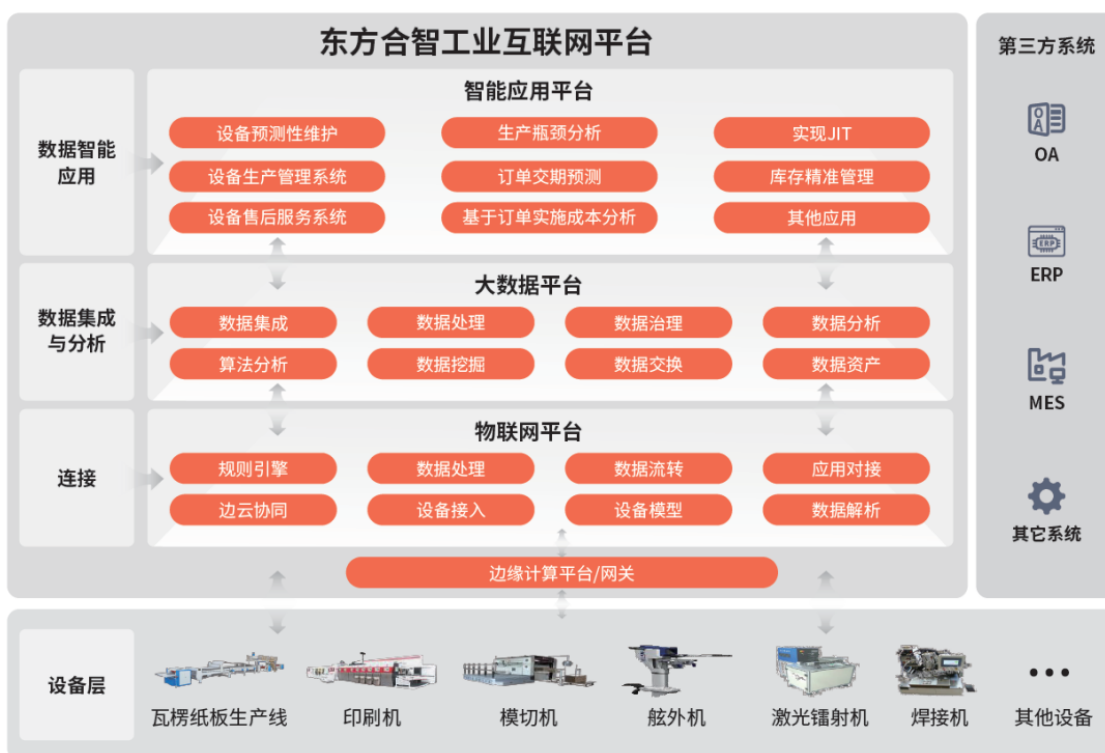 东方合智工业互联网平台
第三方系统
智能应用平台
数据智能
应用
设备预测性维护
生产瓶颈分析
实现JIT
设备生产管理系统
订单交期预测
库存精准管理
设备售后服务系统
基于订单实施成本分析
其他应用
OA
OA
ERP
ERP
MES
其它系统
大数据平台
数据集成
与分析
数据集成
数据处理
数据治理
数据分析
算法分析
数据挖掘
数据交换
数据资产
物联网平台
连接
规则引擎
数据处理
数据流转
应用对接
边云协同
设备接入
设备模型
数据解析
边缘计算平台/网关
设备层
瓦楞纸板生产线
印刷机
模切机
舷外机
激光镭射机
焊接机
其他设备